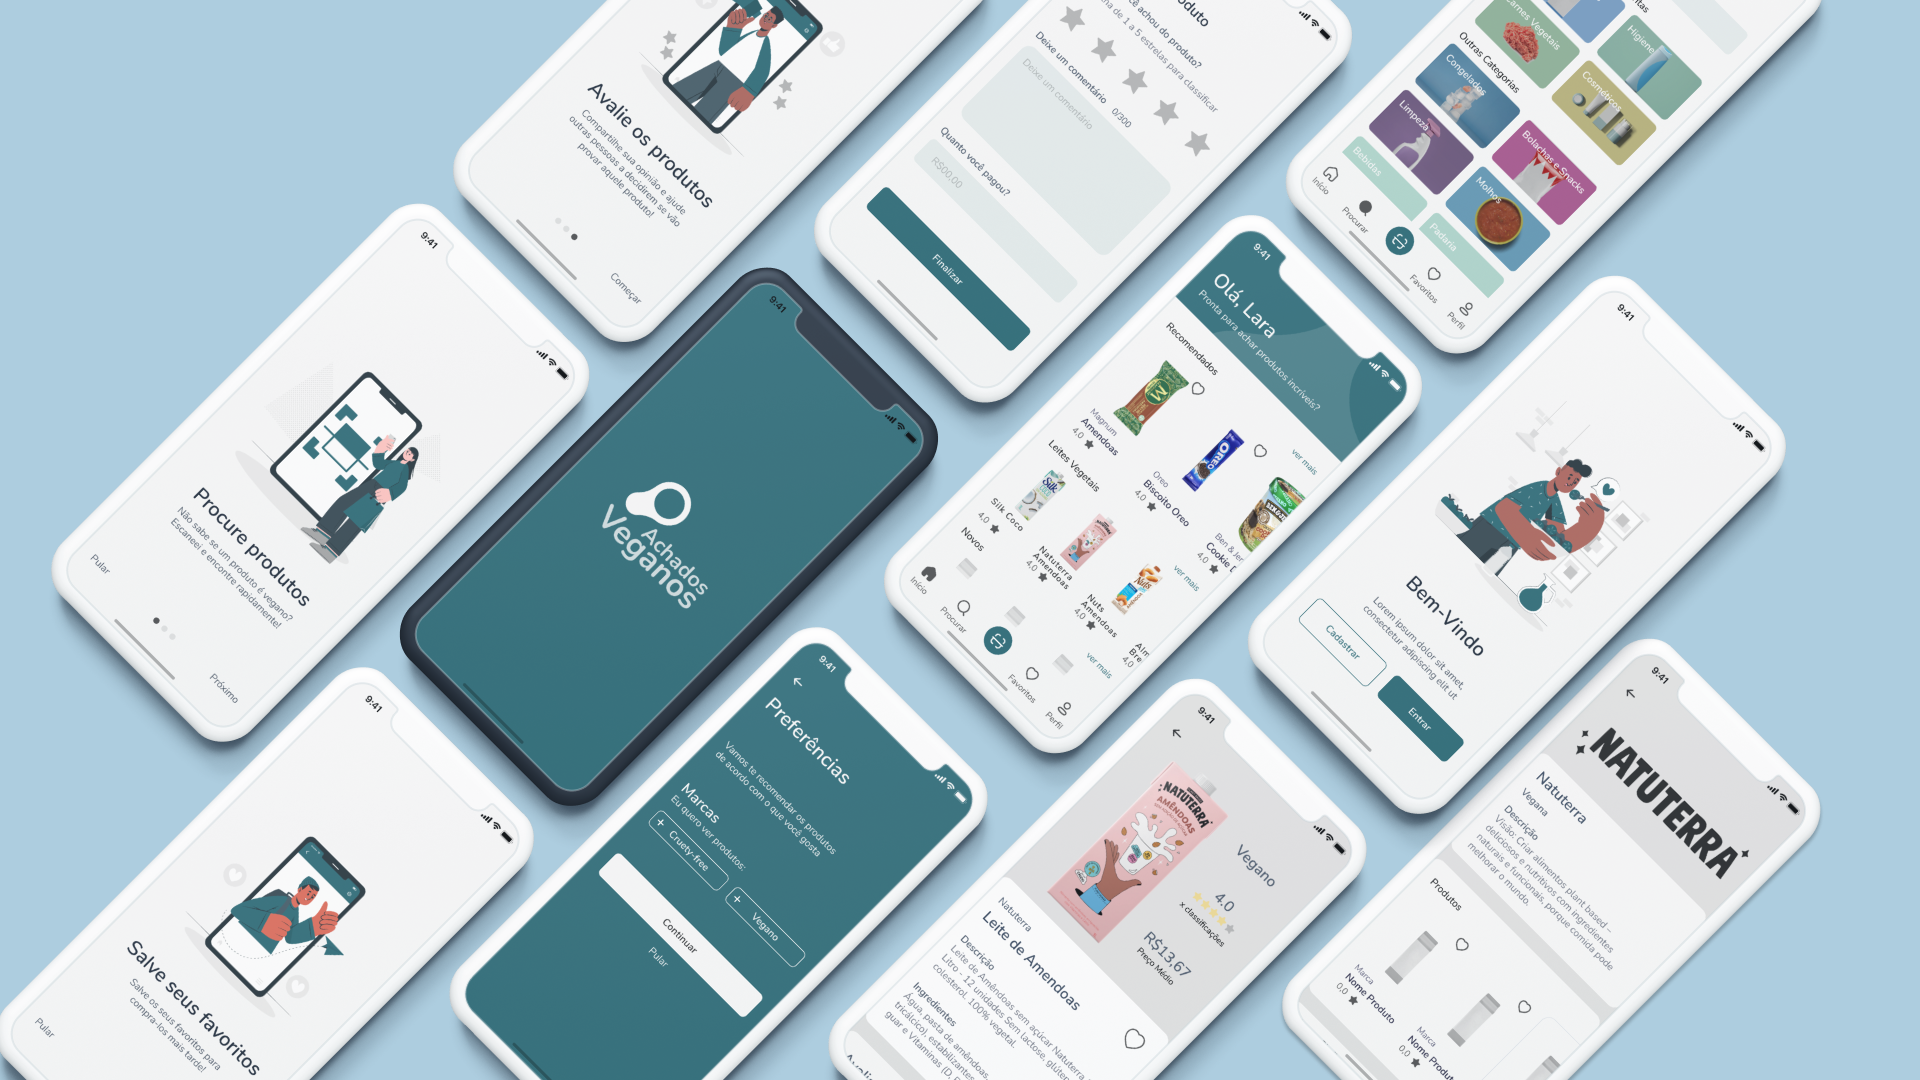 Avalie os produtos
Compartilhe sua opinião e ajude
outras pessoas a decidirem se vão
provar aquele produto!
Começar
você achou do produto?
de 1 a 5 estrelas para classificar
Deixe um comentário
0/300
Deixe um comentário
Quanto você pagou?
R$00,00
Finalizar
Carnes Vegetais
Higiene
Outras Categorias
Congelados
Cosméticos
Limpeza
Bolachas e Snacks
Bebidas
Molhos
Padaria
Início
Procurar
Favoritos
Perfil
9:41
Procure produtos
Não sabe se um produto é vegano?
Escaneei e encontre rapidamente!
Pular
Próximo
9:41
Achados
Veganos
9:41
Olá, Lara
Pronta para achar produtos incríveis?
Recomendados
ver mais
Magnum
Amendoas
4,0
OREO
Oreo
Biscoito Oreo
4,0
Ben & Jer
Cookie D
4,0
Leites Vegetais
ver mais
Silk
Silk Coco
4,0
Natuterra
Amendoas
4,0
Nuts
Nuts
Amendoas
4,0
Alm
Bre
4,0
Novos
ver mais
Início
Procurar
Favoritos
Perfil
9:41
Bem-Vindo
Lorem ipsum dolor sit amet,
consectetur adipiscing elit ut
Cadastrar
Entrar
9:41
Salve seus favoritos
Salve os seus favoritos para
compra-los mais tarde!
Pular
9:41
Preferências
Vamos te recomendar os produtos
de acordo com o que você gosta
Marcas
Eu quero ver produtos:
+ Cruety-free
+ Vegano
Continuar
Pular
9:41
NATUTERRA
AMÊNDOAS
Vegano
4.0
x classificações
R$13,67
Preço Médio
Natuterra
Leite de Amendoas
Descrição
Leite de Amêndoas sem açúcar Natuterra
Litro - 12 unidades Sem lactose, glúten
colesterol. 100% vegetal.
Ingredientes
Água, pasta de amêndoas,
tricálcico), estabilizantes
guar e Vitaminas (D, E
9:41
NATUTERRA
Natuterra
Vegana
Descrição
Visão: Criar alimentos plant based –
deliciosos e nutritivos, com ingredientes
naturais e funcionais, porque comida pode
melhorar o mundo.
Produtos
Marca
Nome Produto
0.0
Marca
Nome Produt
0.0